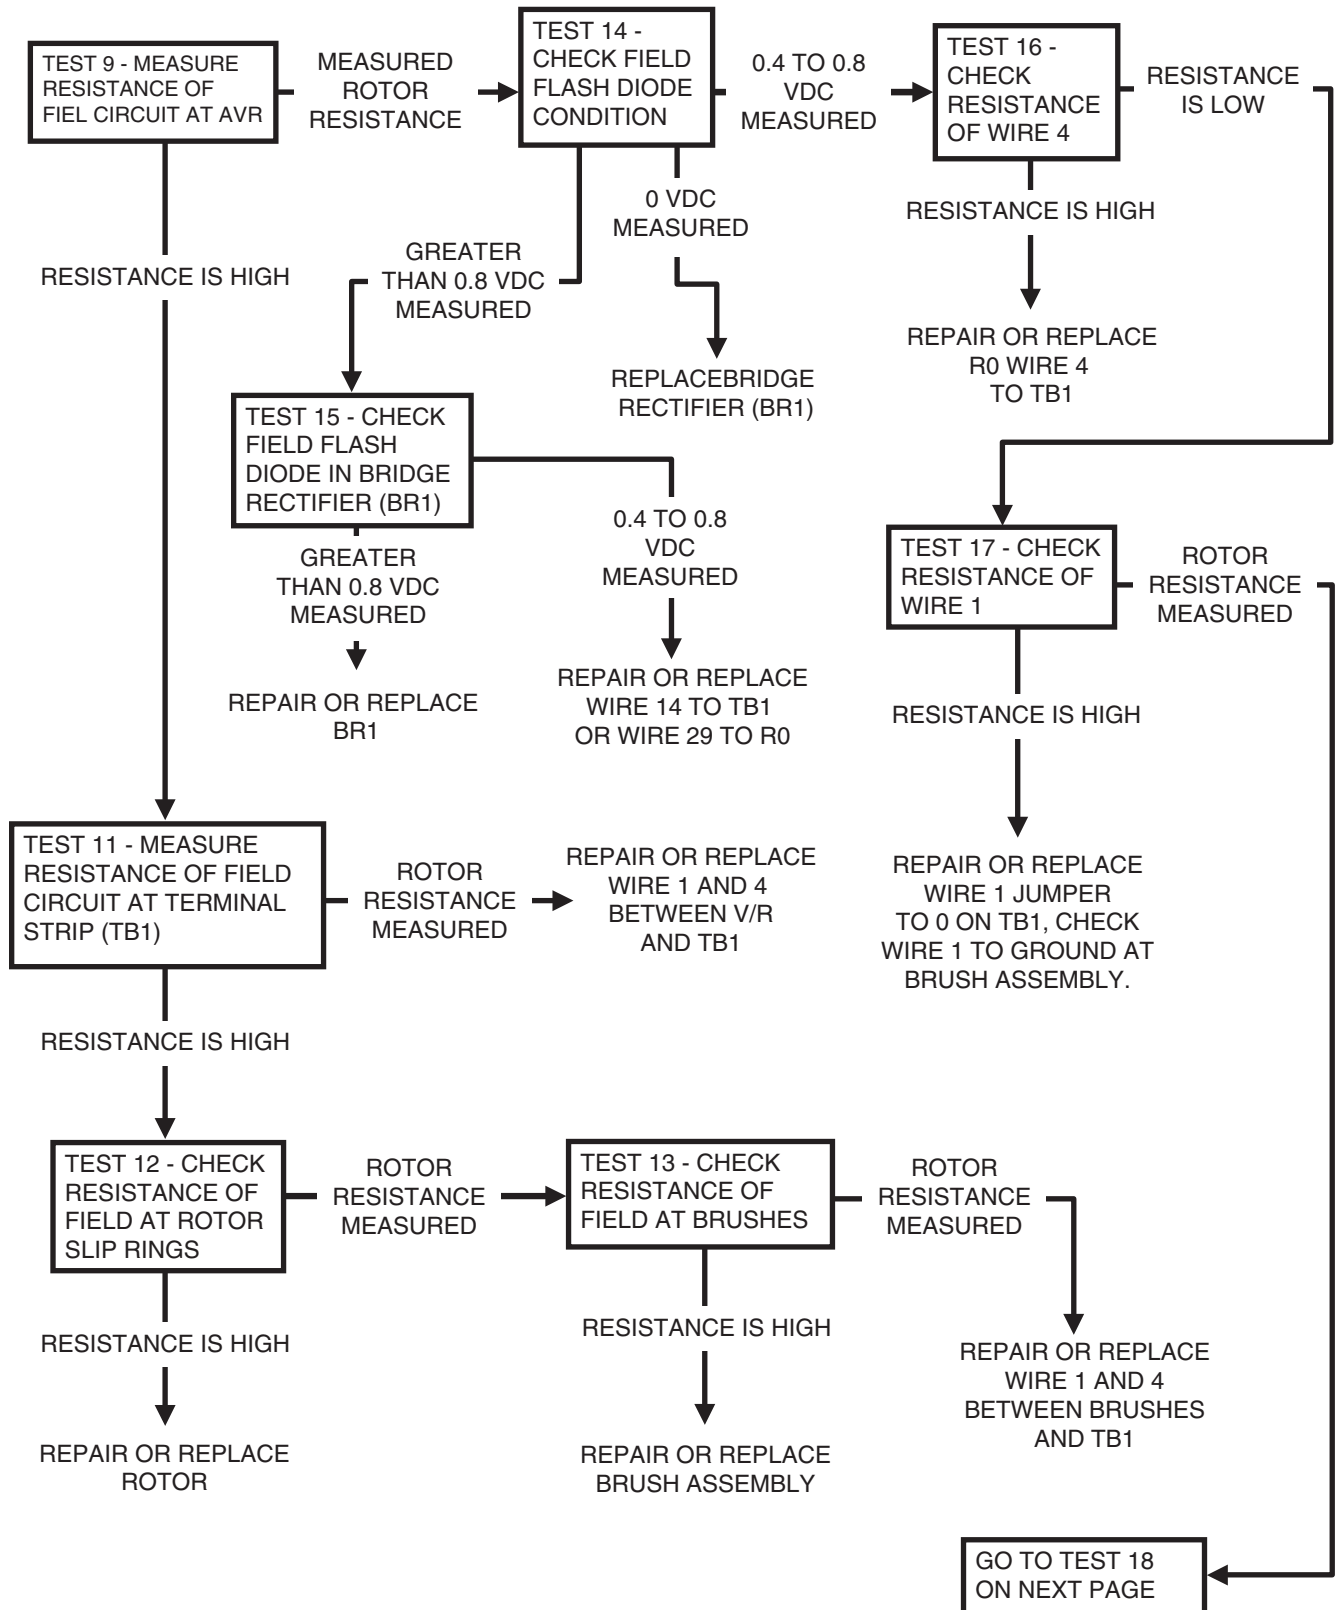 TEST 9 - MEASURE
RESISTANCE OF
FIEL CIRCUIT AT AVR
MEASURED
ROTOR
RESISTANCE
TEST 14 -
CHECK FIELD
FLASH DIODE
CONDITION
0.4 TO 0.8
VDC
MEASURED
TEST 16 -
CHECK
RESISTANCE
OF WIRE 4
RESISTANCE
IS LOW
RESISTANCE IS HIGH
GREATER
THAN 0.8 VDC
MEASURED
0 VDC
MEASURED
RESISTANCE IS HIGH
REPLACEBRIDGE
RECTIFIER (BR1)
REPAIR OR REPLACE
R0 WIRE 4
TO TB1
TEST 15 - CHECK
FIELD FLASH
DIODE IN BRIDGE
RECTIFIER (BR1)
GREATER
THAN 0.8 VDC
MEASURED
0.4 TO 0.8
VDC
MEASURED
REPAIR OR REPLACE
BR1
REPAIR OR REPLACE
WIRE 14 TO TB1
OR WIRE 29 TO R0
TEST 17 - CHECK
RESISTANCE OF
WIRE 1
ROTOR
RESISTANCE
MEASURED
RESISTANCE IS HIGH
REPAIR OR REPLACE
WIRE 1 JUMPER
TO 0 ON TB1, CHECK
WIRE 1 TO GROUND AT
BRUSH ASSEMBLY.
TEST 11 - MEASURE
RESISTANCE OF FIELD
CIRCUIT AT TERMINAL
STRIP (TB1)
ROTOR
RESISTANCE
MEASURED
REPAIR OR REPLACE
WIRE 1 AND 4
BETWEEN V/R
AND TB1
RESISTANCE IS HIGH
TEST 12 - CHECK
RESISTANCE OF
FIELD AT ROTOR
SLIP RINGS
ROTOR
RESISTANCE
MEASURED
TEST 13 - CHECK
RESISTANCE OF
FIELD AT BRUSHES
ROTOR
RESISTANCE
MEASURED
RESISTANCE IS HIGH
REPAIR OR REPLACE
ROTOR
RESISTANCE IS HIGH
REPAIR OR REPLACE
BRUSH ASSEMBLY
REPAIR OR REPLACE
WIRE 1 AND 4
BETWEEN BRUSHES
AND TB1
GO TO TEST 18
ON NEXT PAGE